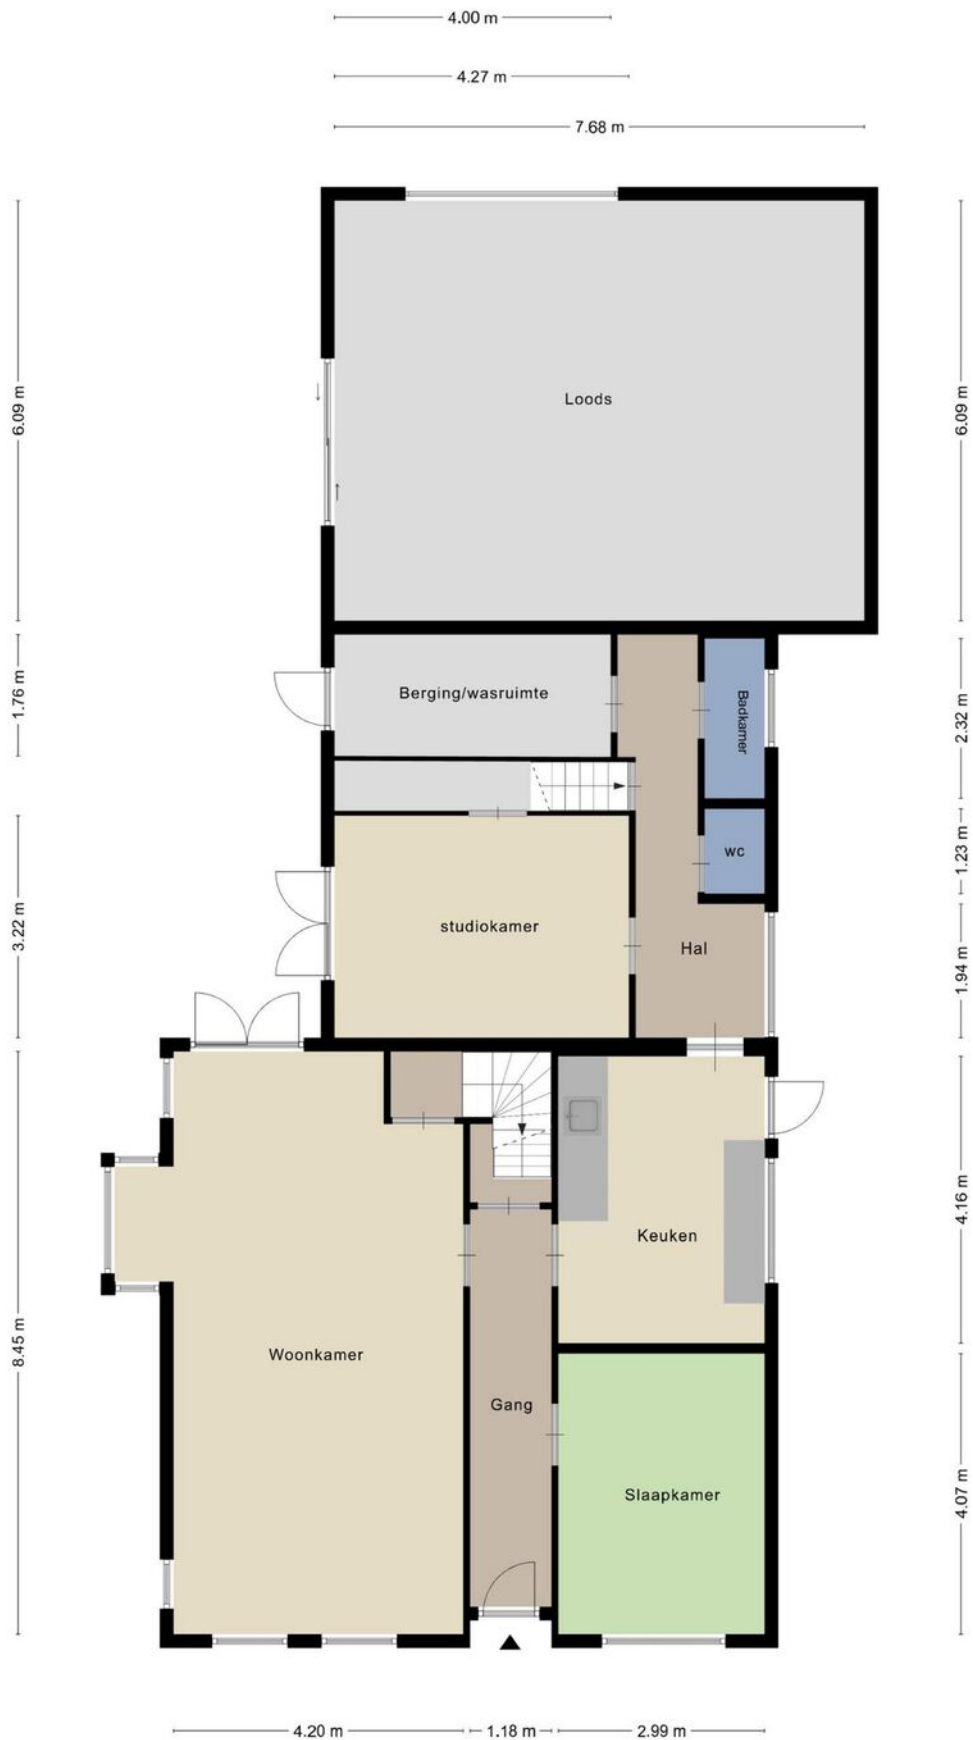 4.00 m
4.27 m
7.68 m
6.09 m
Loods
6.09 m
1.76 m
Berging/wasruimte
Badkamer
2.32 m
wc
1.23 m
3.22 m
studiokamer
Hal
1.94 m
Keuken
4.16 m
8.45 m
Woonkamer
Gang
Slaapkamer
4.07 m
4.20 m
1.18 m
2.99 m